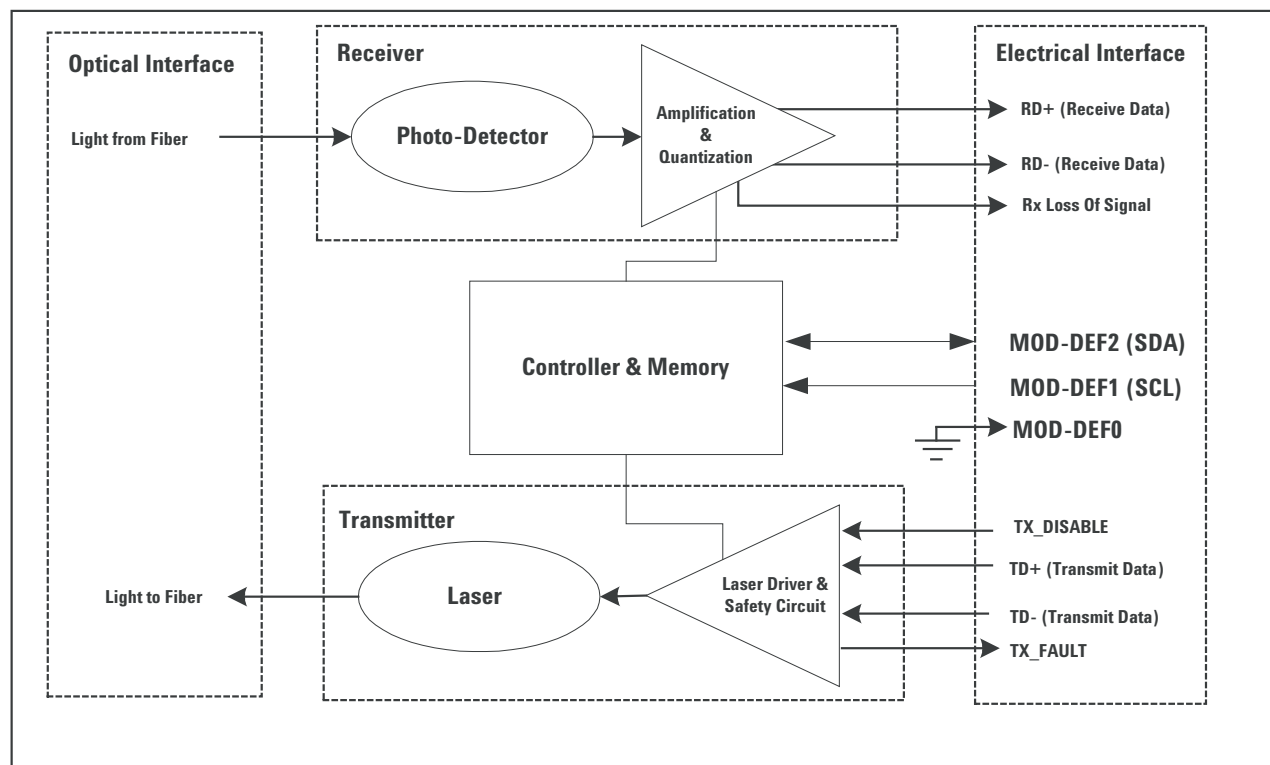 Optical Interface
Light from Fiber
Light to Fiber
Receiver
Photo-Detector
Amplification
&
Quantization
Controller & Memory
Transmitter
Laser
Laser Driver &
Safety Circuit
Electrical Interface
RD+ (Receive Data)
RD- (Receive Data)
Rx Loss Of Signal
MOD-DEF2 (SDA)
MOD-DEF1 (SCL)
MOD-DEF0
TX_DISABLE
TD+ (Transmit Data)
TD- (Transmit Data)
TX_FAULT